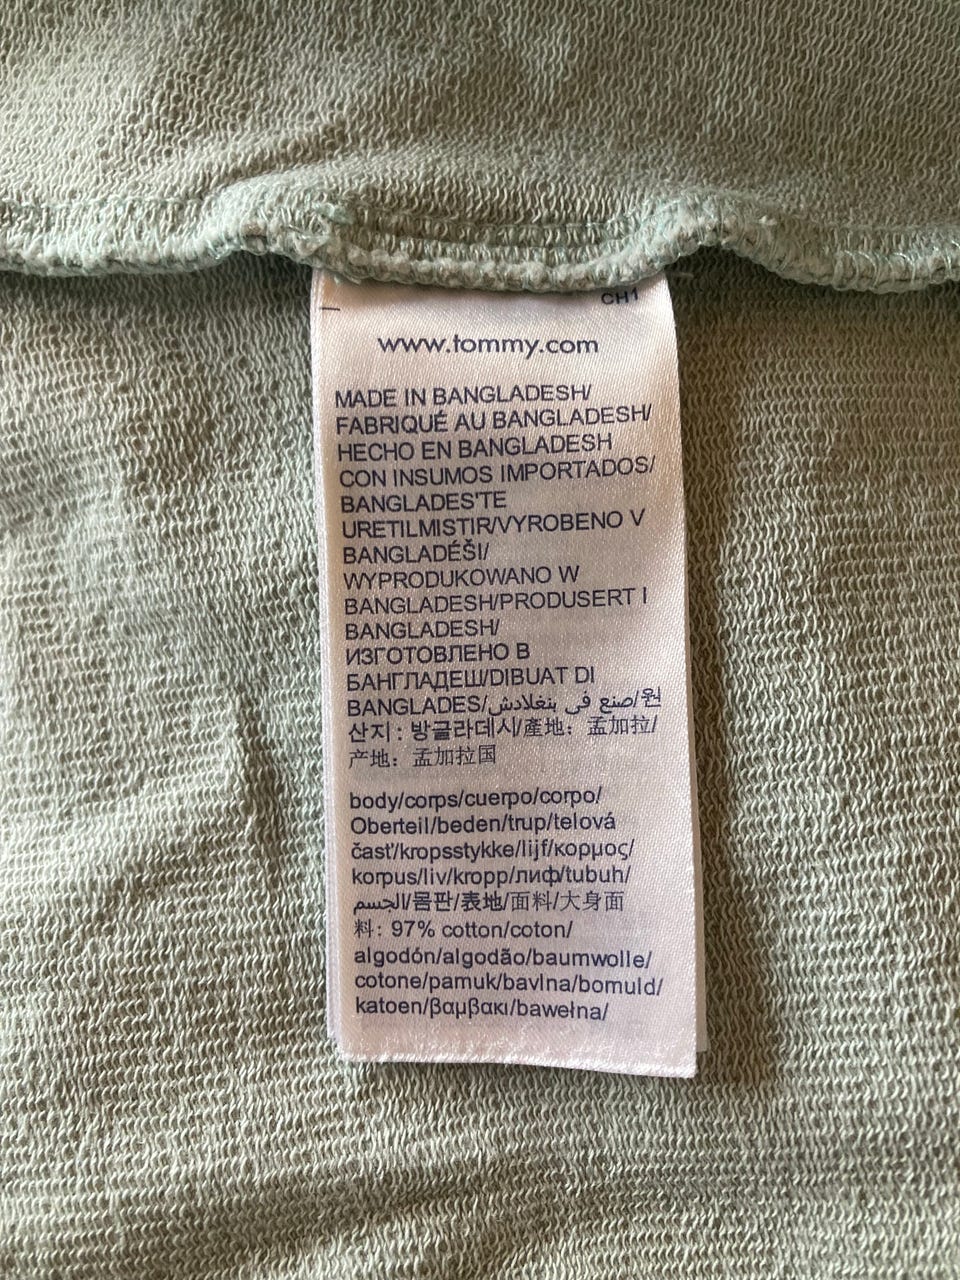 CH1
www.tommy.com
MADE IN BANGLADESH/
FABRIQUÉ AU BANGLADESH/
HECHO EN BANGLADESH
CON INSUMOS IMPORTADOS/
BANGLADES'TE
URETILMISTIR/VYROBENO V
BANGLADÉŠI/
WYPRODUKOWANO W
BANGLADESH/PRODUSERT I
BANGLADESH/
ИЗГОТОВЛЕНО В
БАНГЛАДЕШ/DIBUAT DI
BANGLADES/صنع في بنغلادش/원
산지 : 방글라데시/產地：孟加拉/
产地：孟加拉国
body/corps/cuerpo/corpo/
Oberteil/beden/trup/telová
časť/kropsstykke/lijf/κορμος/
korpus/liv/kropp/лиф/tubuh/
الجسم/몸판/表地/面料/大身面
料: 97% cotton/coton/
algodón/algodão/baumwolle/
cotone/pamuk/bavlna/bomuld/
katoen/βαμβακι/bawełna/